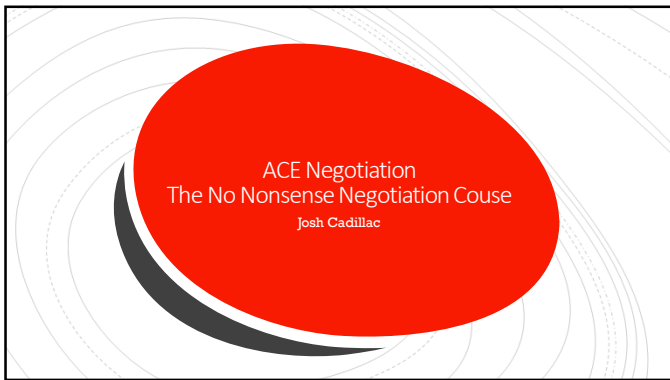 ACE Negotiation
The No Nonsense Negotiation Couse
Josh Cadillac